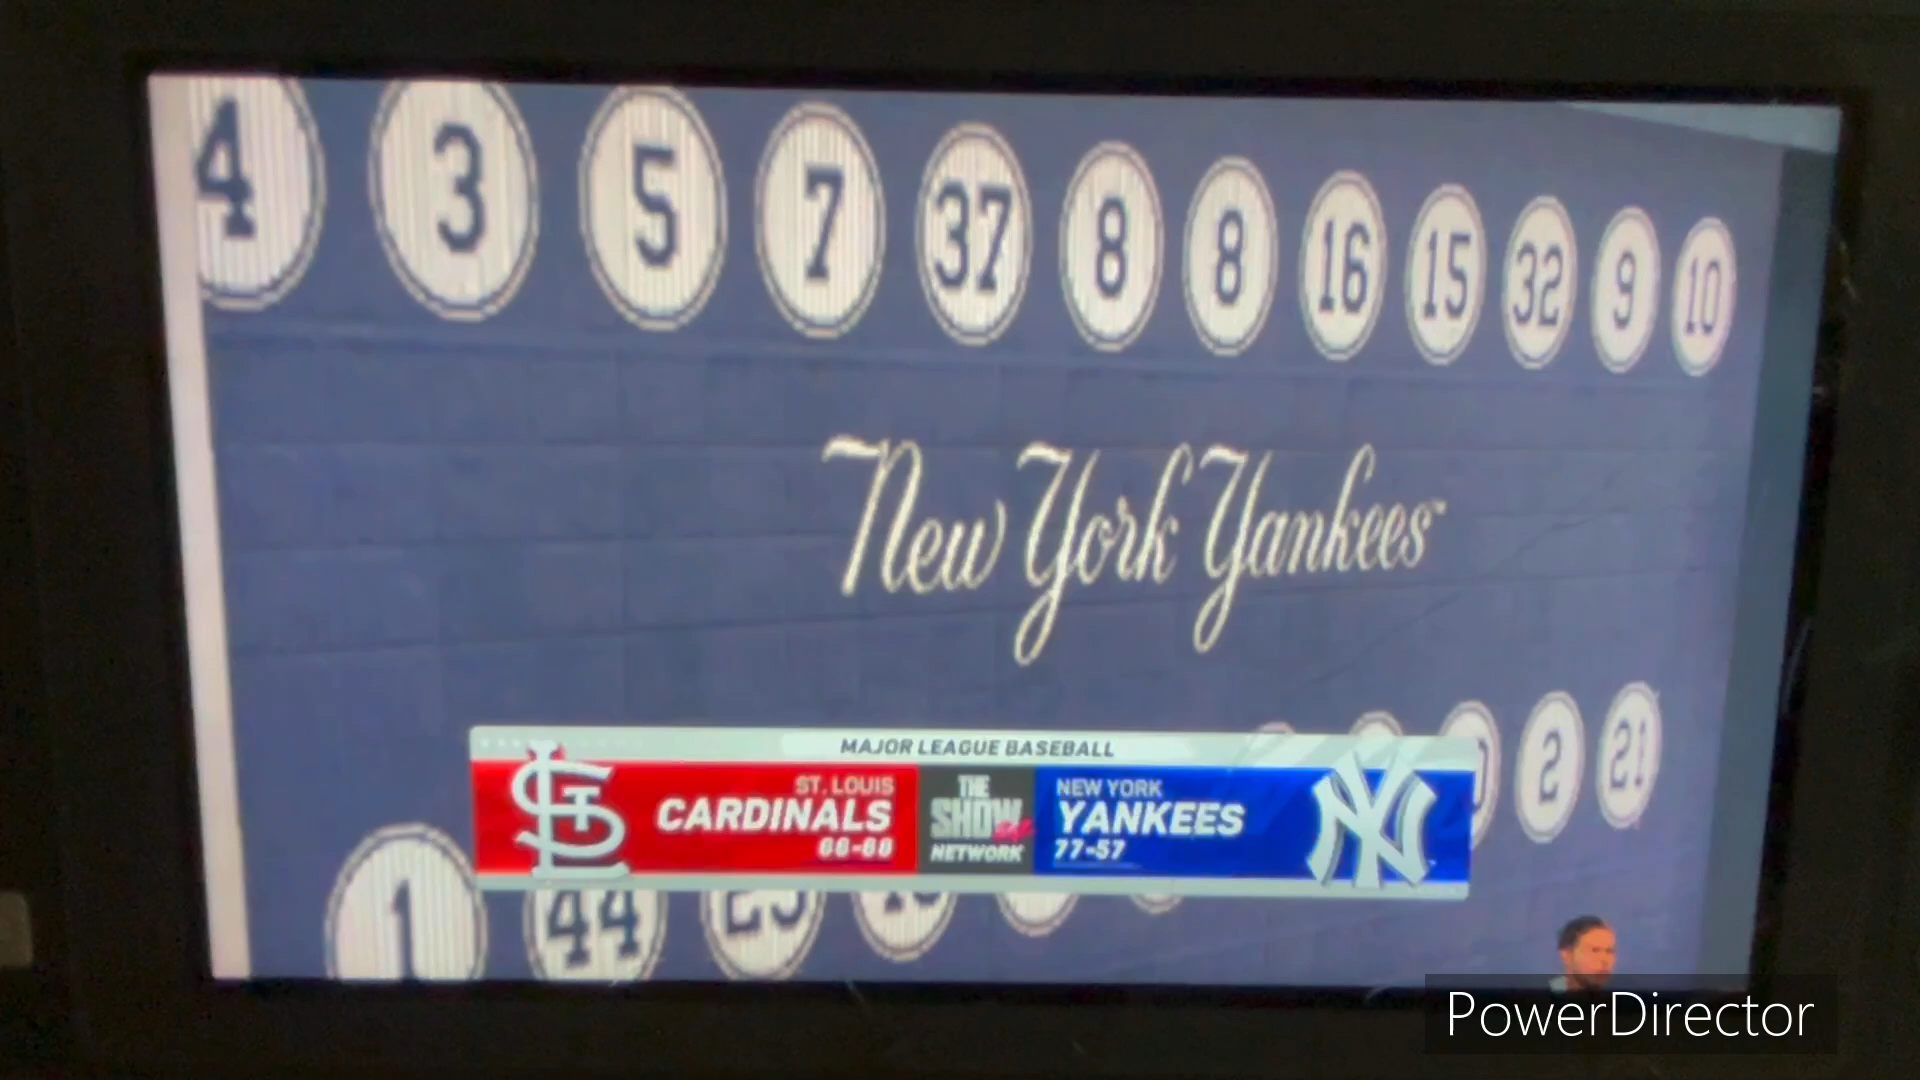 4 3 5 7 37 8 8 16 15 32 9 10
New York Yankees
2 21
MAJOR LEAGUE BASEBALL
ST. LOUIS
CARDINALS
THE
SHOW
NETWORK
NEW YORK
YANKEES
77-57
NY
1 44
PowerDirector